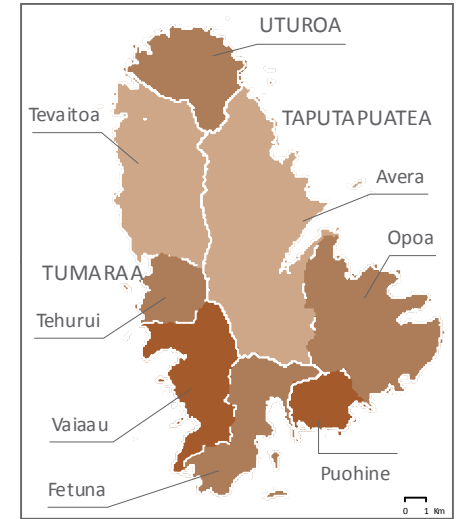 UTUROA
Tevaitoa
TAPUTAPUATEA
Avera
Opoa
TUMARAA
Tehurui
Vaiaau
Puohine
Fetuna
0 1 Km